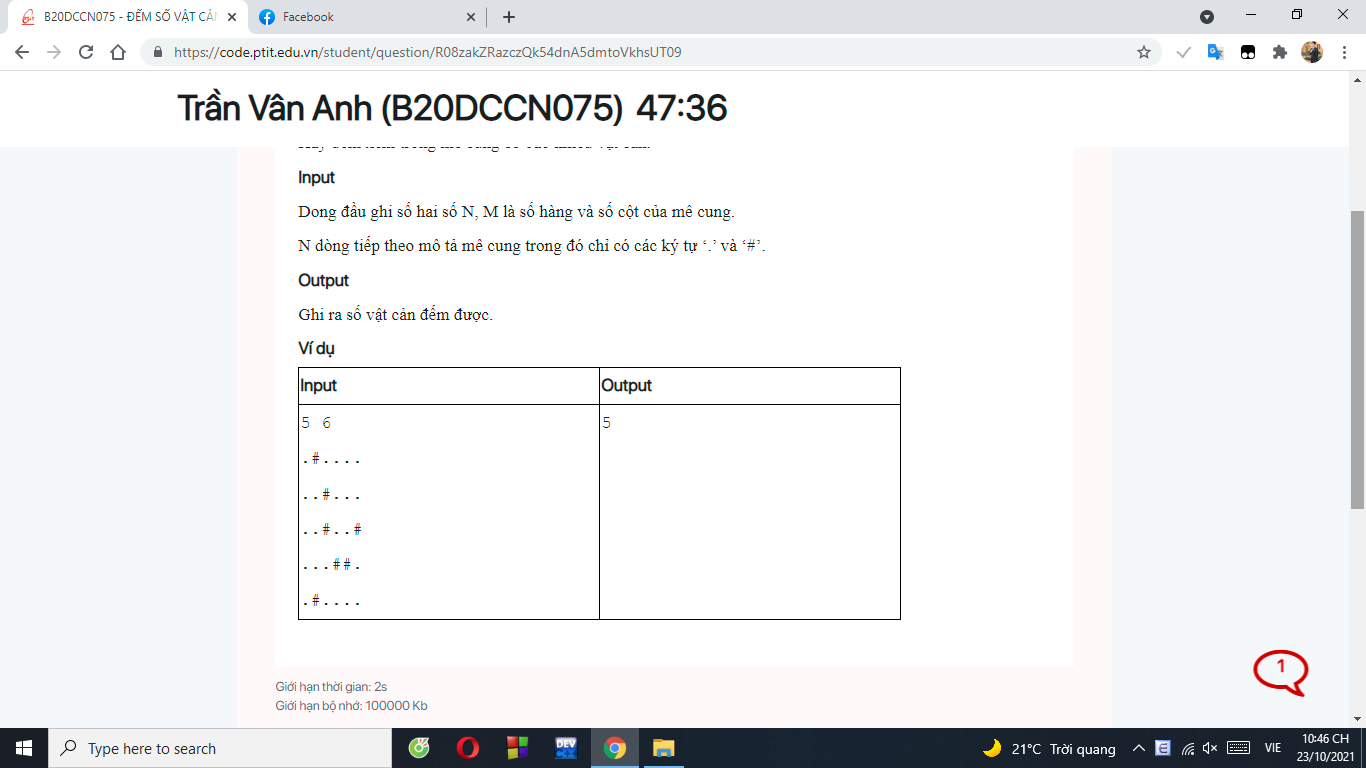 B20DCCN075 - ĐẾM SỐ VẬT CẢN
Facebook
https://code.ptit.edu.vn/student/question/R08zakZRazczQk54dnA5dmtoVkhsUT09
Trần Vân Anh (B20DCCN075) 47:36
Input
Dong đầu ghi số hai số N, M là số hàng và số cột của mê cung.
N dòng tiếp theo mô tả mê cung trong đó chỉ có các ký tự ‘.’ và ‘#’.
Output
Ghi ra số vật cản đếm được.
Ví dụ
Input Output
5 6 5
.#....
..#...
..#..#
...##.
.#....
1
Giới hạn thời gian: 2s
Giới hạn bộ nhớ: 100000 Kb
Type here to search
DEV
21°C Trời quang
E
VIE
10:46 CH
23/10/2021